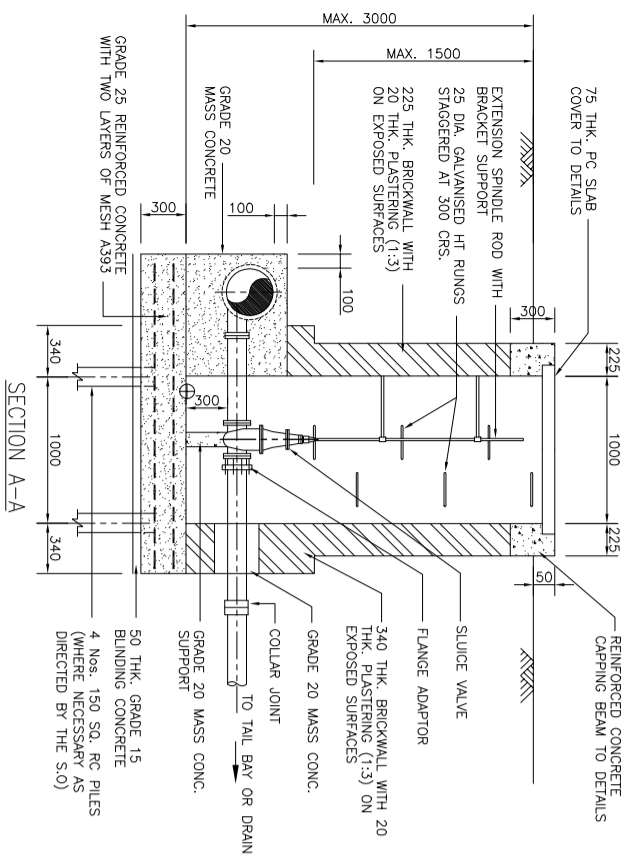 75 THK. PC SLAB
COVER TO DETAILS
EXTENSION SPINDLE ROD WITH
BRACKET SUPPORT
25 DIA. GALVANISED HT RUNGS
STAGGERED AT 300 CRS.
225 THK. BRICKWALL WITH
20 THK. PLASTERING (1:3)
ON EXPOSED SURFACES
GRADE 20
MASS CONCRETE
GRADE 25 REINFORCED CONCRETE
WITH TWO LAYERS OF MESH A393
MAX. 3000
MAX. 1500
300
100
300
100
225
1000
225
50
300
340
1000
340
REINFORCED CONCRETE
CAPPING BEAM TO DETAILS
SLUICE VALVE
FLANGE ADAPTOR
340 THK. BRICKWALL WITH 20
THK. PLASTERING (1:3) ON
EXPOSED SURFACES
GRADE 20 MASS CONC.
COLLAR JOINT
TO TAIL BAY OR DRAIN
GRADE 20 MASS CONC.
SUPPORT
50 THK. GRADE 15
BLINDING CONCRETE
4 Nos. 150 SQ. RC PILES
(WHERE NECESSARY AS
DIRECTED BY THE S.O)
SECTION A-A